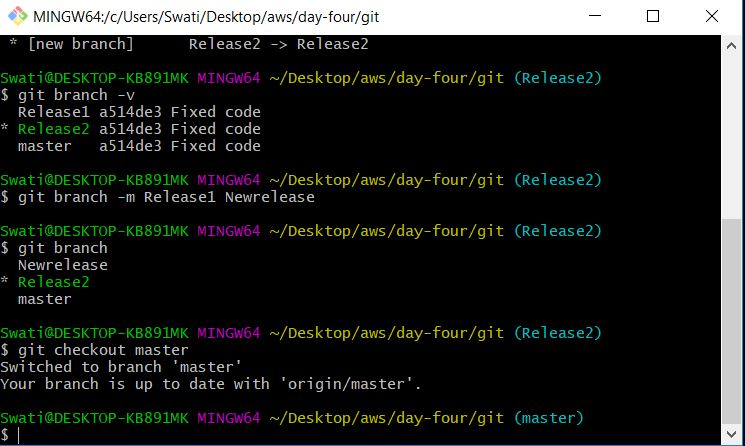 MINGW64:/c/Users/Swati/Desktop/aws/day-four/git
* [new branch]      Release2 -> Release2
Swati@DESKTOP-KB891MK MINGW64 ~/Desktop/aws/day-four/git (Release2)
$ git branch -v
  Release1 a514de3 Fixed code
* Release2 a514de3 Fixed code
  master   a514de3 Fixed code
Swati@DESKTOP-KB891MK MINGW64 ~/Desktop/aws/day-four/git (Release2)
$ git branch -m Release1 Newrelease
Swati@DESKTOP-KB891MK MINGW64 ~/Desktop/aws/day-four/git (Release2)
$ git branch
  Newrelease
* Release2
  master
Swati@DESKTOP-KB891MK MINGW64 ~/Desktop/aws/day-four/git (Release2)
$ git checkout master
Switched to branch 'master'
Your branch is up to date with 'origin/master'.
Swati@DESKTOP-KB891MK MINGW64 ~/Desktop/aws/day-four/git (master)
$